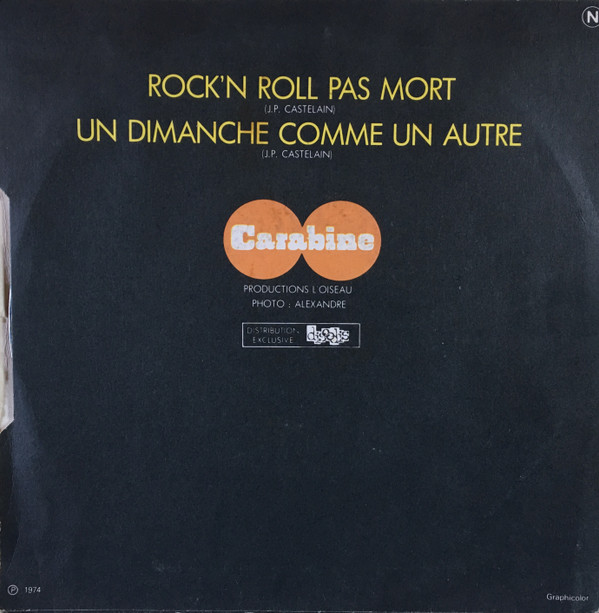 N
ROCK'N ROLL PAS MORT
(J.P. CASTELAIN)
UN DIMANCHE COMME UN AUTRE
(J.P. CASTELAIN)
Carabine
PRODUCTIONS L'OISEAU
PHOTO : ALEXANDRE
DISTRIBUTION
EXCLUSIVE
discodis
℗ 1974
Graphicolor